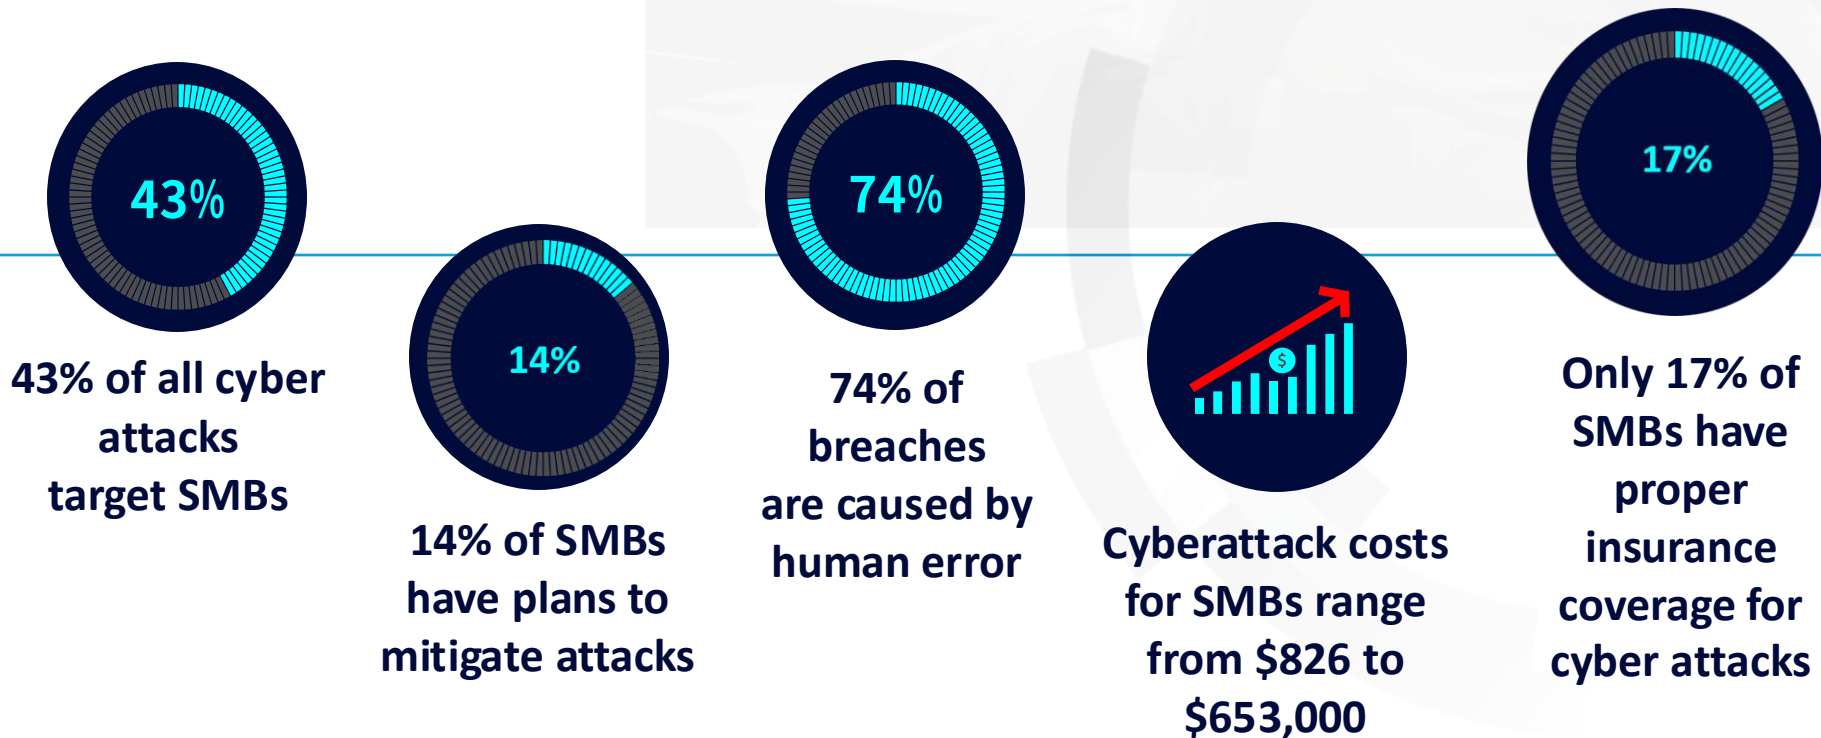 43%
43% of all cyber
attacks
target SMBs
14%
14% of SMBs
have plans to
mitigate attacks
74%
74% of
breaches
are caused by
human error
$
Cyberattack costs
for SMBs range
from $826 to
$653,000
17%
Only 17% of
SMBs have
proper
insurance
coverage for
cyber attacks